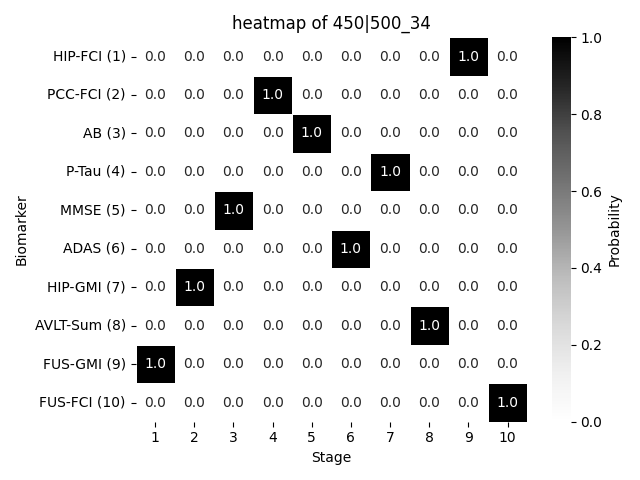 heatmap of 450|500_34
HIP-FCI (1) 0.0 0.0 0.0 0.0 0.0 0.0 0.0 0.0 1.0 0.0
PCC-FCI (2) 0.0 0.0 0.0 1.0 0.0 0.0 0.0 0.0 0.0 0.0
AB (3) 0.0 0.0 0.0 0.0 1.0 0.0 0.0 0.0 0.0 0.0
P-Tau (4) 0.0 0.0 0.0 0.0 0.0 0.0 1.0 0.0 0.0 0.0
MMSE (5) 0.0 0.0 1.0 0.0 0.0 0.0 0.0 0.0 0.0 0.0
ADAS (6) 0.0 0.0 0.0 0.0 0.0 1.0 0.0 0.0 0.0 0.0
HIP-GMI (7) 0.0 1.0 0.0 0.0 0.0 0.0 0.0 0.0 0.0 0.0
AVLT-Sum (8) 0.0 0.0 0.0 0.0 0.0 0.0 0.0 1.0 0.0 0.0
FUS-GMI (9) 1.0 0.0 0.0 0.0 0.0 0.0 0.0 0.0 0.0 0.0
FUS-FCI (10) 0.0 0.0 0.0 0.0 0.0 0.0 0.0 0.0 0.0 1.0
1 2 3 4 5 6 7 8 9 10
Stage
Biomarker
1.0
0.8
0.6
0.4
0.2
0.0
Probability